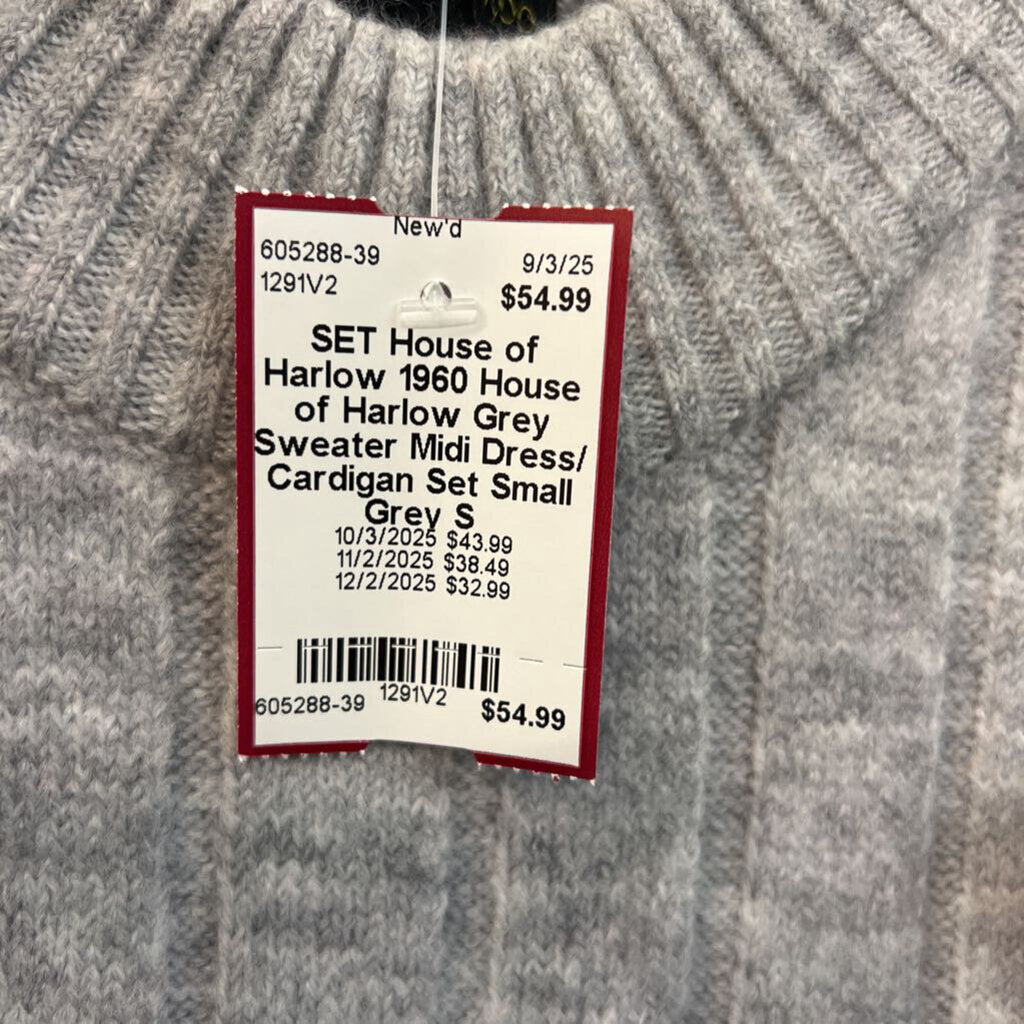 New'd
605288-39 9/3/25
1291V2 $54.99
SET House of
Harlow 1960 House
of Harlow Grey
Sweater Midi Dress/
Cardigan Set Small
Grey S
10/3/2025 $43.99
11/2/2025 $38.49
12/2/2025 $32.99
605288-39 1291V2 $54.99